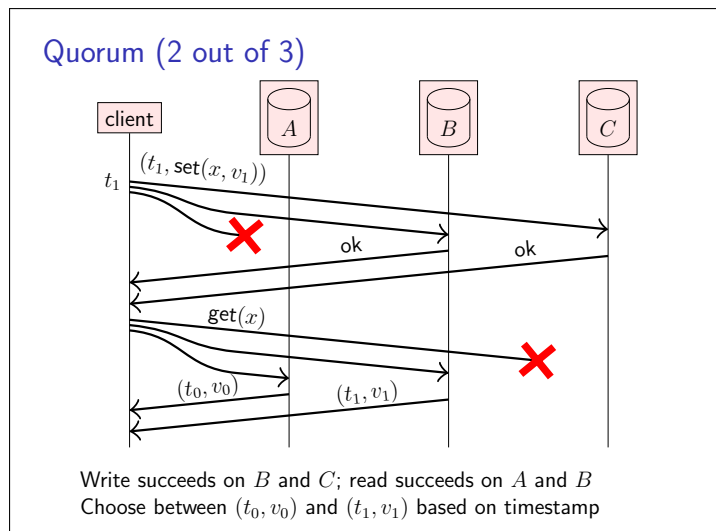 Quorum (2 out of 3)
client
A
B
C
t₁
(t₁, set(x, v₁))
ok
ok
get(x)
(t₀, v₀)
(t₁, v₁)
Write succeeds on B and C; read succeeds on A and B
Choose between (t₀, v₀) and (t₁, v₁) based on timestamp